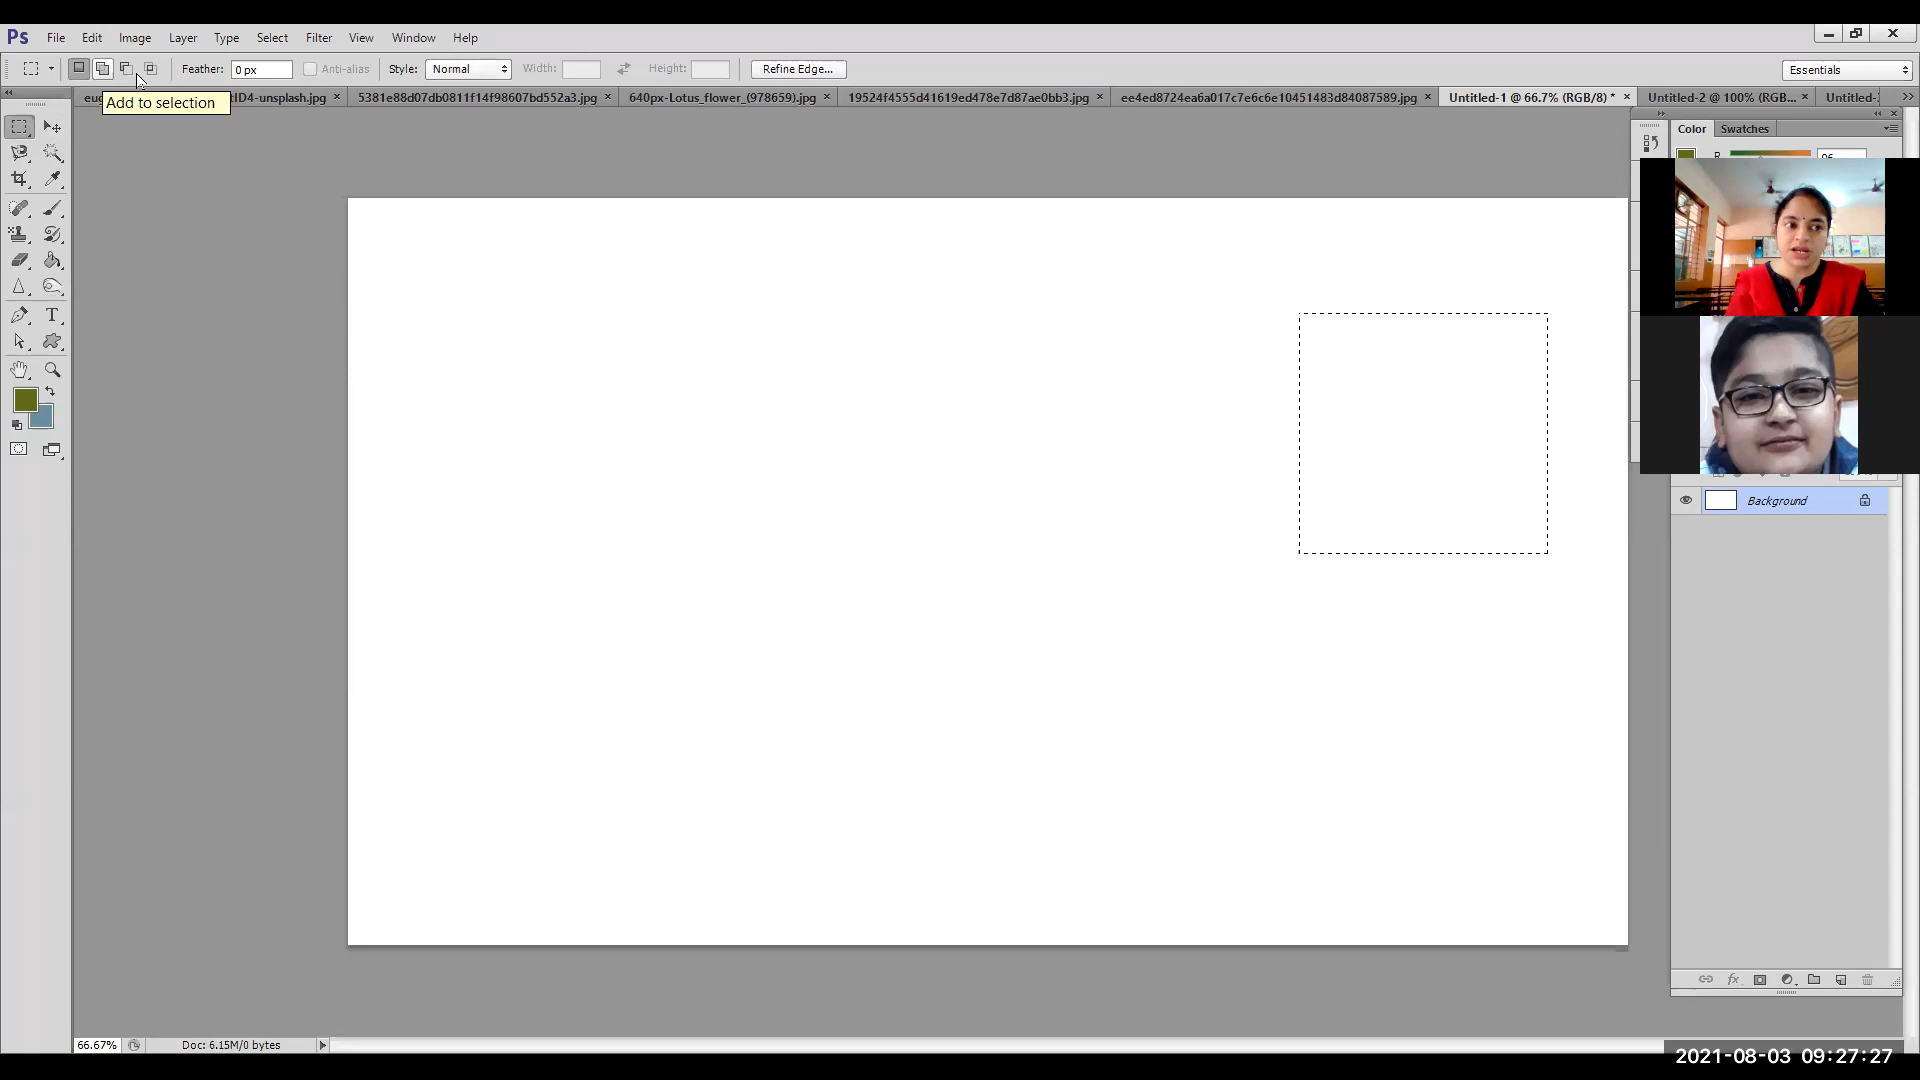 Ps File Edit Image Layer Type Select Filter View Window Help
Feather: 0 px Anti-alias Style: Normal Width: Height: Refine Edge... Essentials
ID4-unsplash.jpg × 5381e88d07db0811f14f98607bd552a3.jpg × 640px-Lotus_flower_(978659).jpg × 19524f4555d41619ed478e7d87ae0bb3.jpg × ee4ed8724ea6a017c7e6c6e10451483d84087589.jpg × Untitled-1 @ 66.7% (RGB/8) * × Untitled-2 @ 100% (RGB... × Untitled-
Add to selection
Color Swatches
R
Background
fx
66.67% Doc: 6.15M/0 bytes
2021-08-03 09:27:27